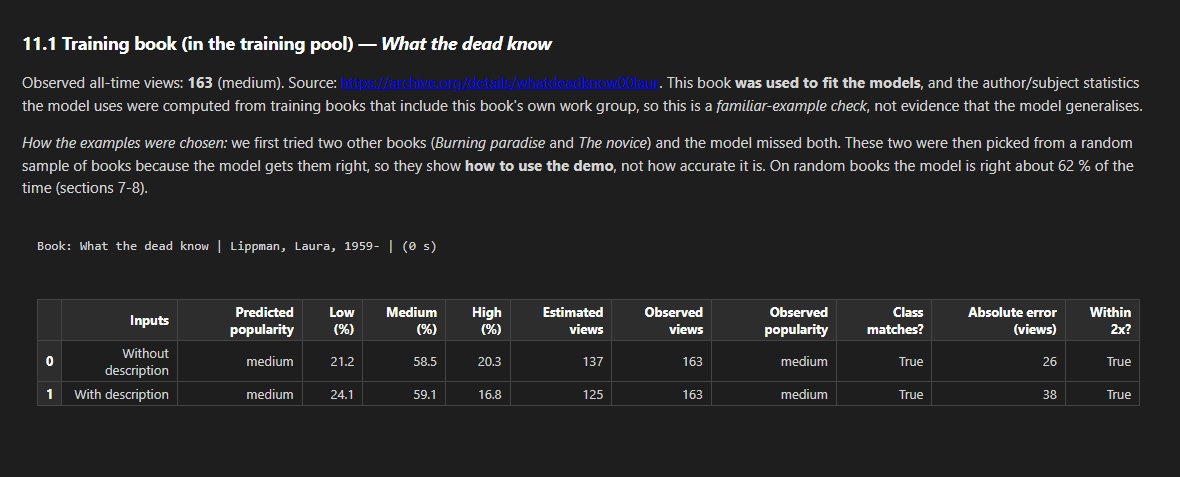 11.1 Training book (in the training pool) — What the dead know
Observed all-time views: 163 (medium). Source: https://archive.org/details/whatdeadknow00laur. This book was used to fit the models, and the author/subject statistics
the model uses were computed from training books that include this book's own work group, so this is a familiar-example check, not evidence that the model generalises.
How the examples were chosen: we first tried two other books (Burning paradise and The novice) and the model missed both. These two were then picked from a random
sample of books because the model gets them right, so they show how to use the demo, not how accurate it is. On random books the model is right about 62 % of the
time (sections 7-8).
Book: What the dead know | Lippman, Laura, 1959- | (0 s)
Inputs Predicted popularity Low (%) Medium (%) High (%) Estimated views Observed views Observed popularity Class matches? Absolute error (views) Within 2x?
0 Without description medium 21.2 58.5 20.3 137 163 medium True 26 True
1 With description medium 24.1 59.1 16.8 125 163 medium True 38 True